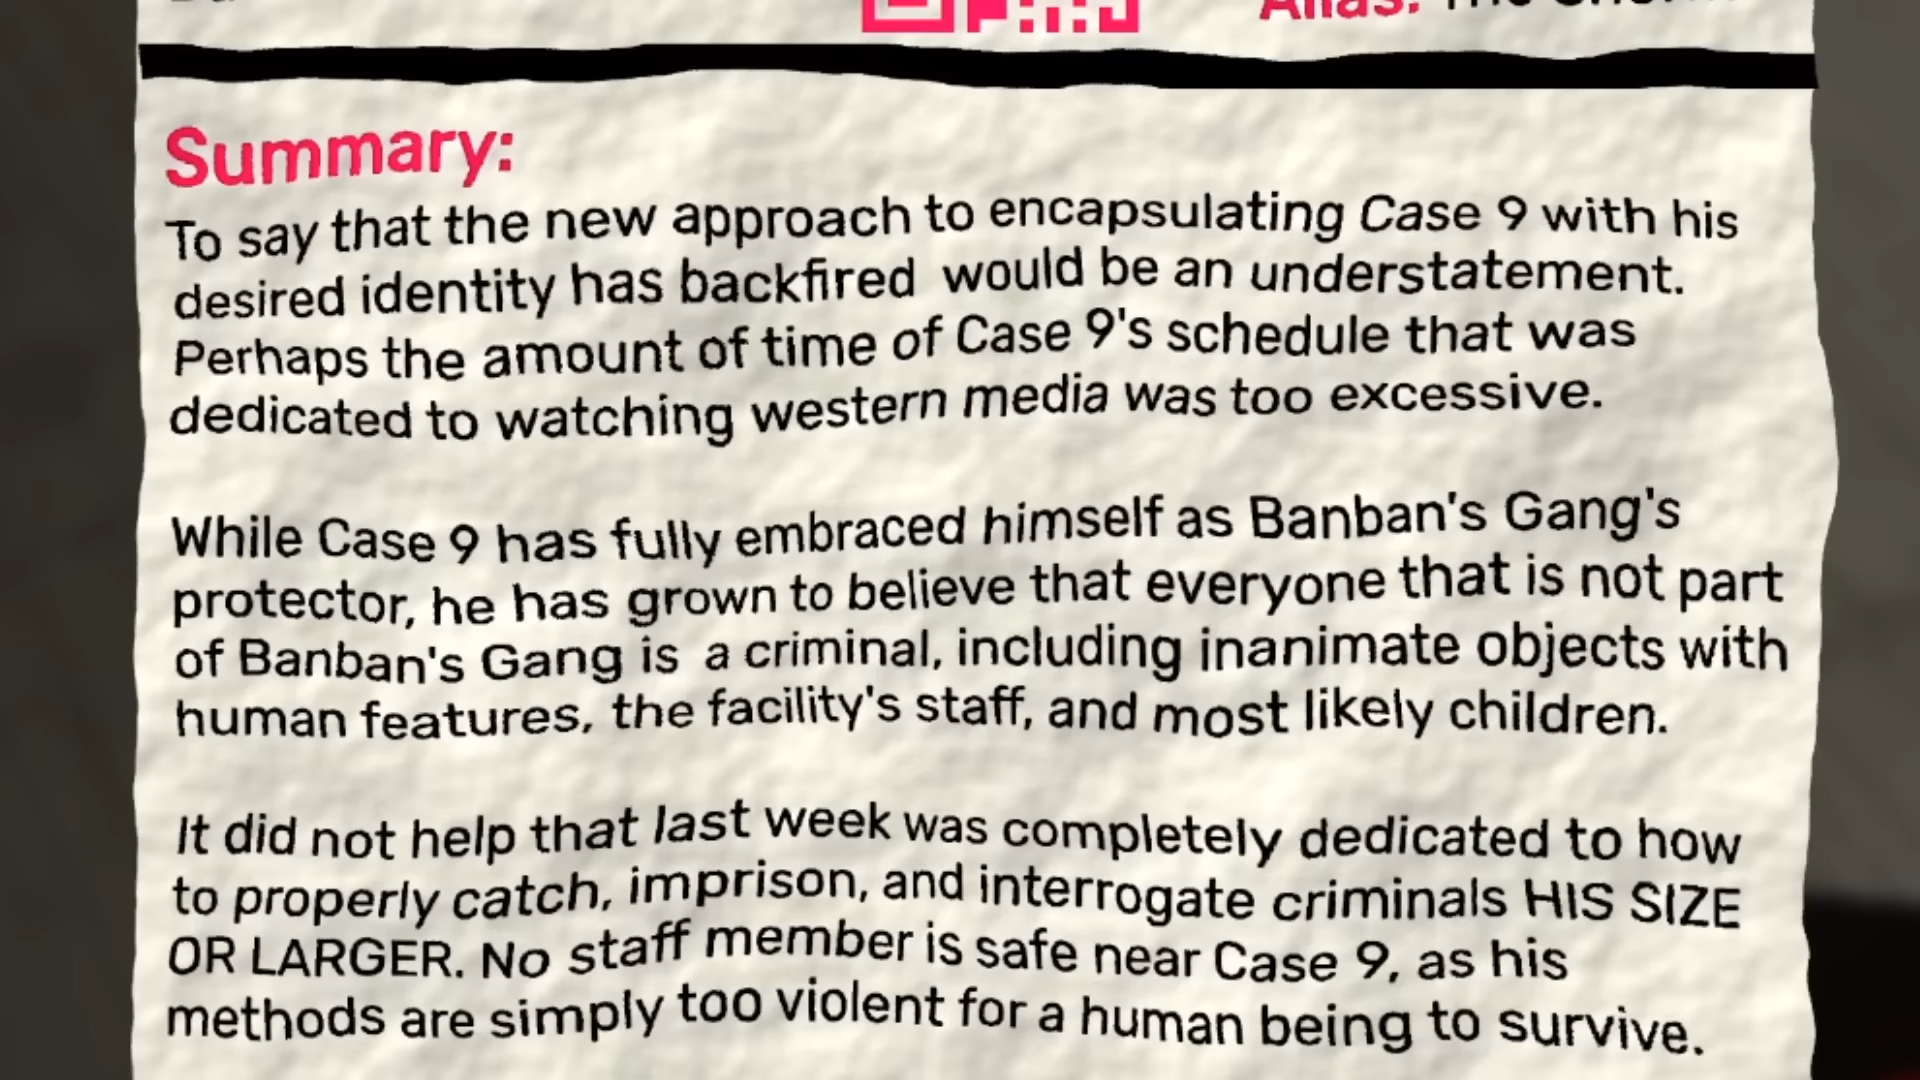 Alias: The
Summary:
To say that the new approach to encapsulating Case 9 with his
desired identity has backfired would be an understatement.
Perhaps the amount of time of Case 9's schedule that was
dedicated to watching western media was too excessive.
While Case 9 has fully embraced himself as Banban's Gang's
protector, he has grown to believe that everyone that is not part
of Banban's Gang is a criminal, including inanimate objects with
human features, the facility's staff, and most likely children.
It did not help that last week was completely dedicated to how
to properly catch, imprison, and interrogate criminals HIS SIZE
OR LARGER. No staff member is safe near Case 9, as his
methods are simply too violent for a human being to survive.